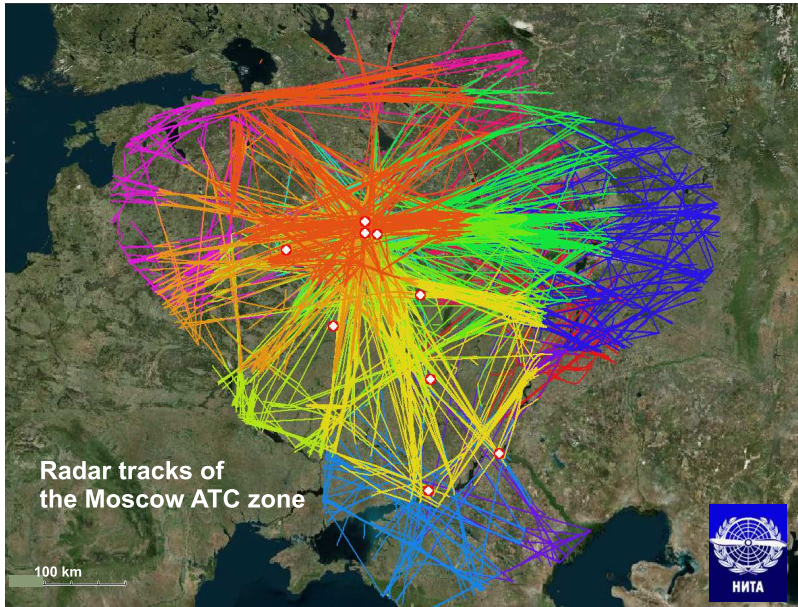 Radar tracks of
the Moscow ATC zone
100 km
НИТА